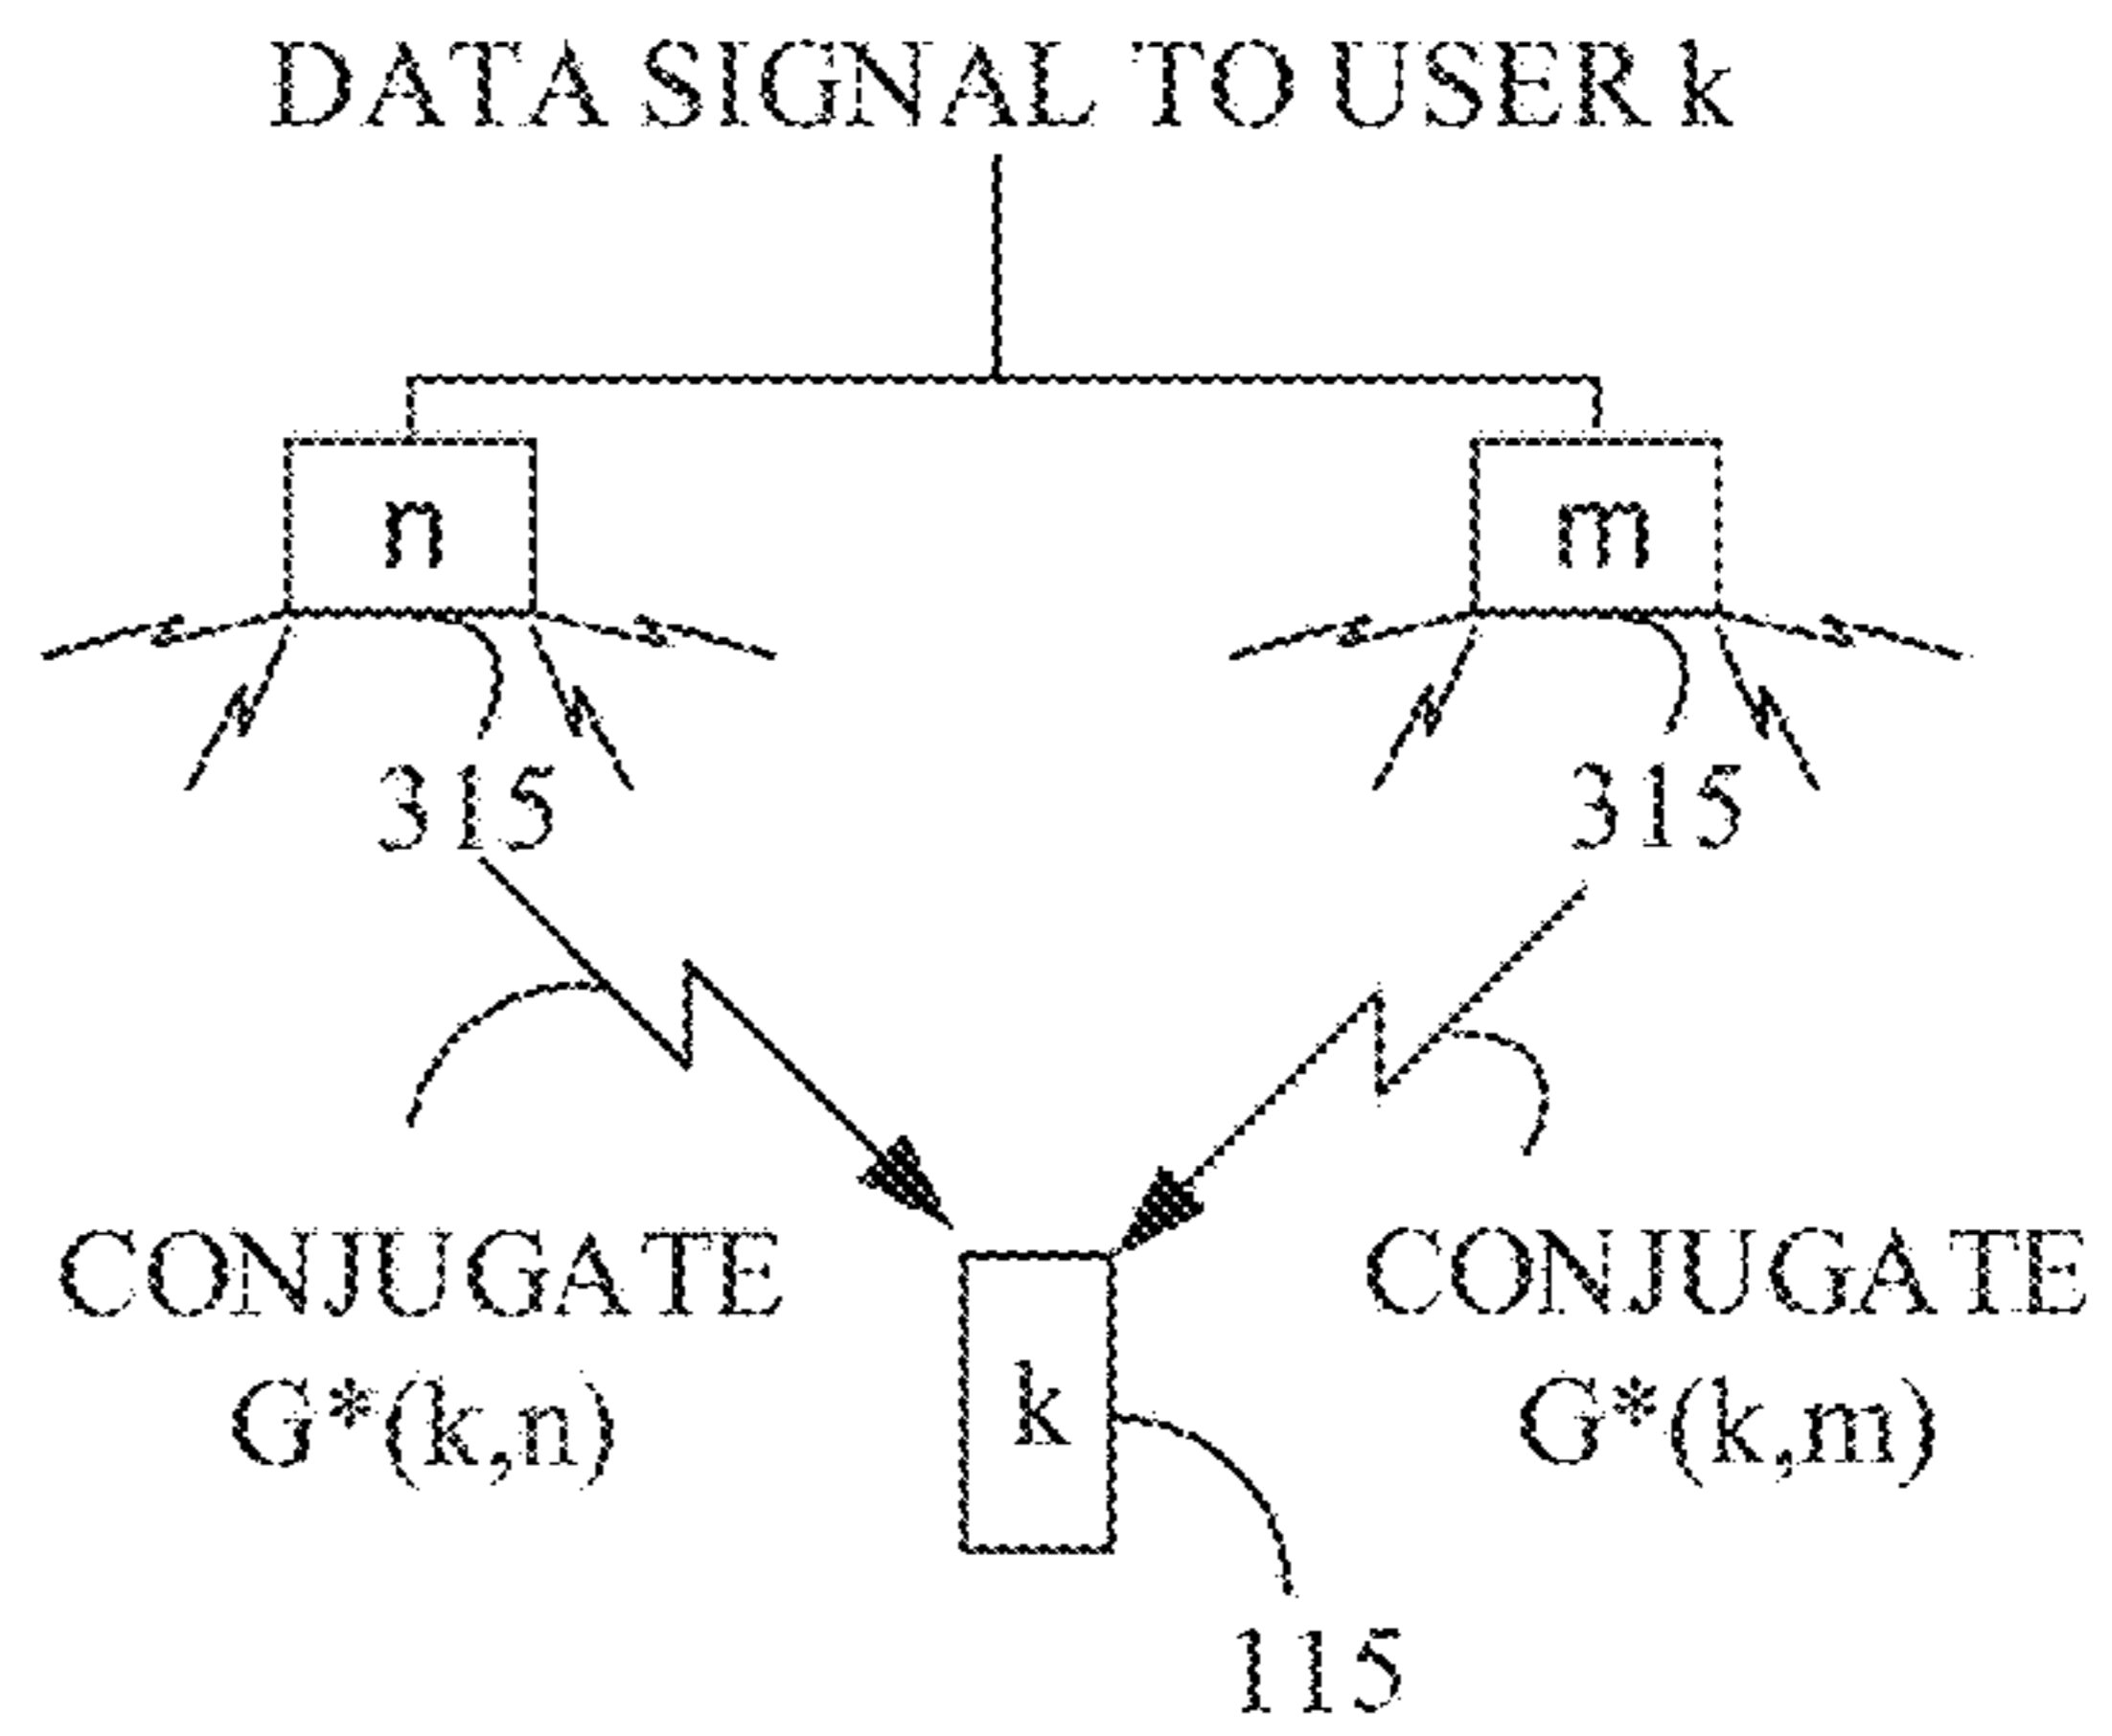 DATA SIGNAL TO USER k
n
m
315
315
CONJUGATE
G*(k,n)
k
CONJUGATE
G*(k,m)
115